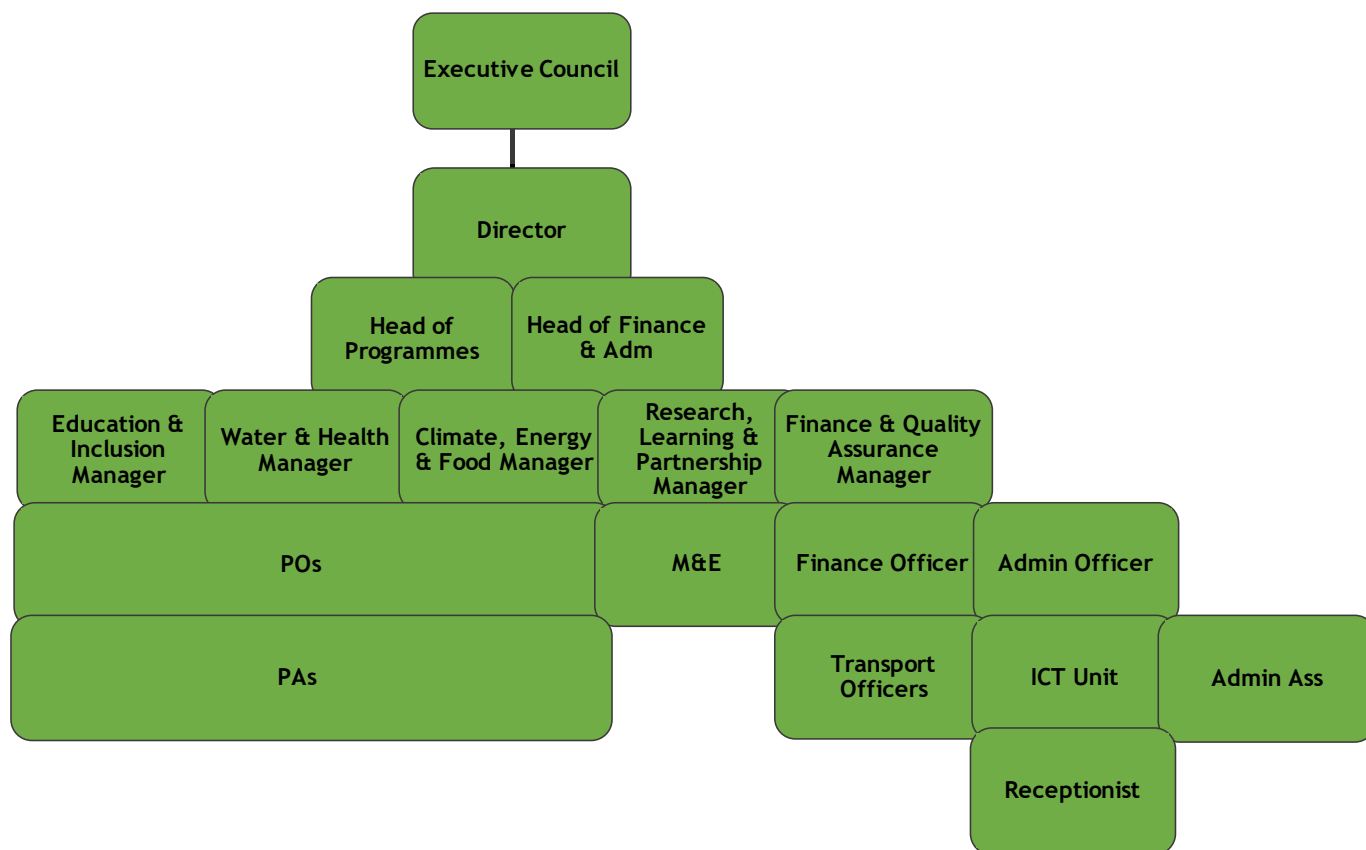 Executive Council
Director
Head of
Programmes
Head of Finance
& Adm
Education &
Inclusion
Manager
Water & Health
Manager
Climate, Energy
& Food Manager
Research,
Learning &
Partnership
Manager
Finance & Quality
Assurance
Manager
POs
M&E
Finance Officer
Admin Officer
PAs
Transport
Officers
ICT Unit
Admin Ass
Receptionist